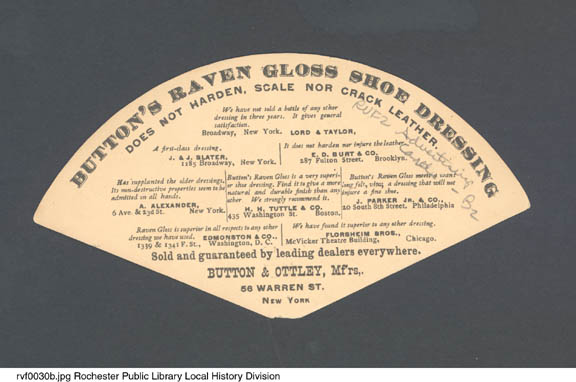 BUTTON'S RAVEN GLOSS SHOE DRESSING
DOES NOT HARDEN, SCALE NOR CRACK LEATHER.
We have not sold a bottle of any other
dressing in three years. It gives general
satisfaction.
Broadway, New York. LORD & TAYLOR,
A first-class dressing.
J. & J. SLATER,
1185 Broadway, New York.
It does not harden nor injure the leather.
E. D. BURT & CO.
287 Fulton Street, Brooklyn.
Has supplanted the older dressings.
Its non-destructive properties seem to be
admitted on all hands.
A. ALEXANDER,
6 Ave. & 23d St. New York.
Button's Raven Gloss is a very superi-
or shoe dressing. Find it to give a more
natural and durable finish than any
other. We strongly recommend it.
H. H. TUTTLE & CO.
435 Washington St. Boston.
Button's Raven Gloss meets a want
long felt, viz., a dressing that will not
injure a fine shoe.
J. PARKER JR. & CO.,
20 South 8th Street. Philadelphia
Raven Gloss is superior in all respects to any other
dressing we have used. EDMONSTON & CO.,
1339 & 1341 F. St., Washington, D. C.
We have found it superior to any other dressing.
FLORSHEIM BROS.,
McVicker Theatre Building, Chicago.
Sold and guaranteed by leading dealers everywhere.
BUTTON & OTTLEY, Mf'rs,.
56 WARREN ST.
NEW YORK
RVFZ Advertising
Cards
rvf0030b.jpg Rochester Public Library Local History Division